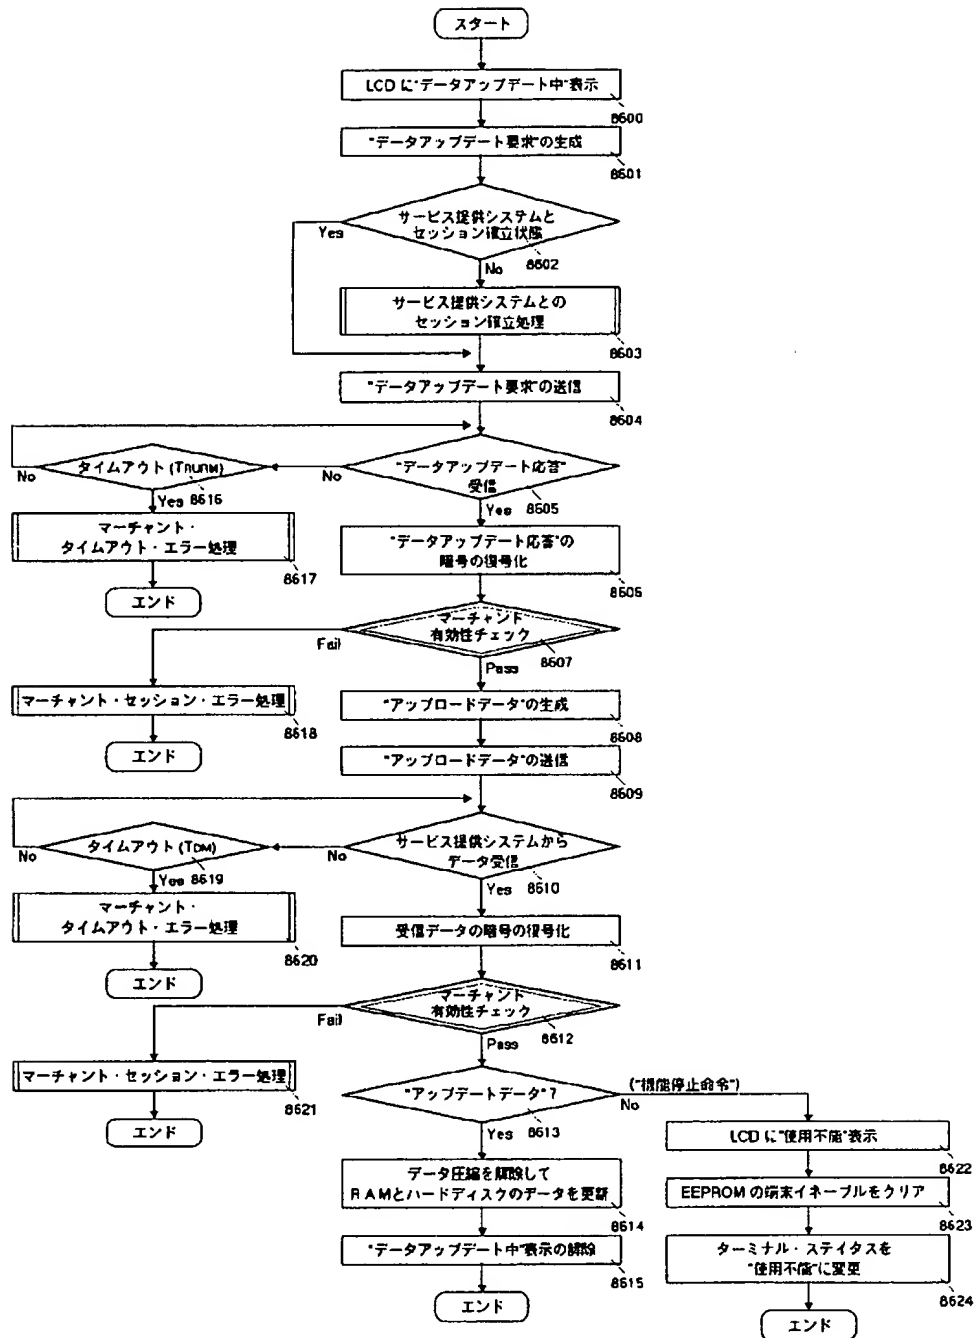 スタート
LCDに"データアップデート中"表示
8600
"データアップデート要求"の生成
8601
サービス提供システムと
セッション確立状態
8602
Yes
No
サービス提供システムとの
セッション確立処理
8603
"データアップデート要求"の送信
8604
"データアップデート応答"
受信
8605
No
Yes
タイムアウト(TRURM)
8616
No
Yes
マーチャント・
タイムアウト・エラー処理
8617
エンド
"データアップデート応答"の
暗号の復号化
8606
マーチャント
有効性チェック
8607
Fail
Pass
マーチャント・セッション・エラー処理
8618
エンド
"アップロードデータ"の生成
8608
"アップロードデータ"の送信
8609
サービス提供システムから
データ受信
8610
No
Yes
タイムアウト(TDM)
8619
No
Yes
マーチャント・
タイムアウト・エラー処理
8620
エンド
受信データの暗号の復号化
8611
マーチャント
有効性チェック
8612
Fail
Pass
マーチャント・セッション・エラー処理
8621
エンド
"アップデートデータ"?
8613
("機能停止命令")
No
Yes
LCDに"使用不能"表示
8622
EEPROMの端末イネーブルをクリア
8623
ターミナル・ステイタスを
"使用不能"に変更
8624
エンド
データ圧縮を解除して
RAMとハードディスクのデータを更新
8614
"データアップデート中"表示の解除
8615
エンド